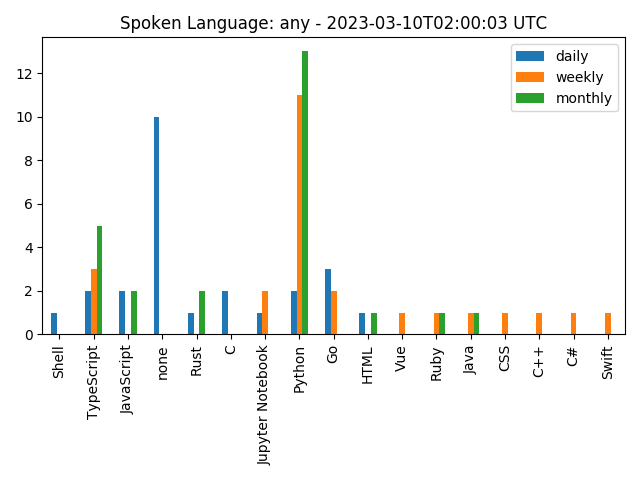 Spoken Language: any - 2023-03-10T02:00:03 UTC
daily
weekly
monthly
12
10
8
6
4
2
0
Shell
TypeScript
JavaScript
none
Rust
C
Jupyter Notebook
Python
Go
HTML
Vue
Ruby
Java
CSS
C++
C#
Swift